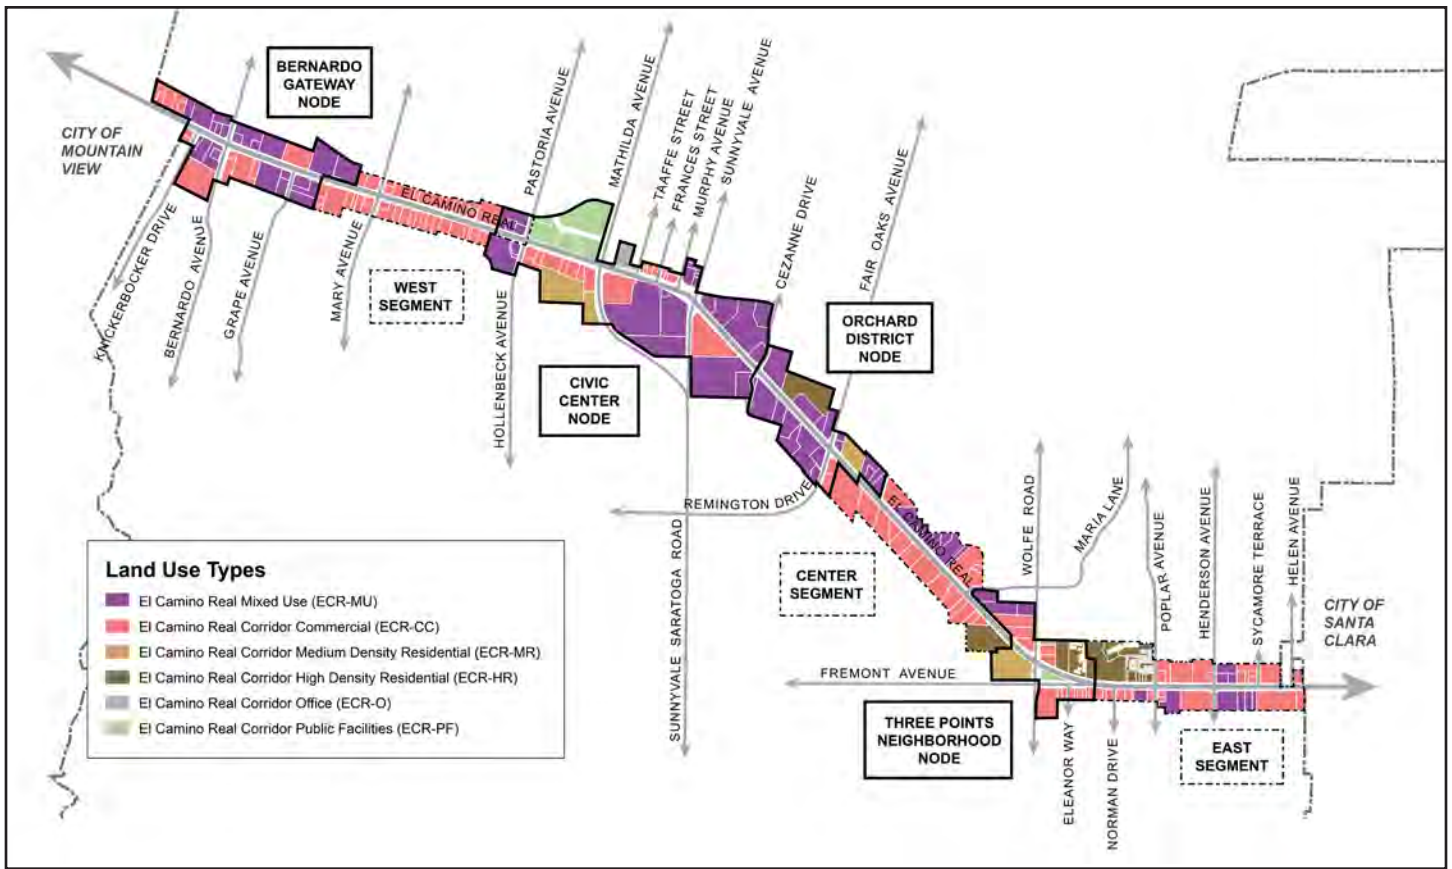 BERNARDO
GATEWAY
NODE
CITY OF
MOUNTAIN
VIEW
KNICKERBOCKER DRIVE
BERNARDO AVENUE
GRAPE AVENUE
MARY AVENUE
WEST
SEGMENT
EL CAMINO REAL
PASTORIA AVENUE
HOLLENBECK AVENUE
MATHILDA AVENUE
TAAFFE STREET
FRANCES STREET
MURPHY AVENUE
SUNNYVALE AVENUE
CIVIC
CENTER
NODE
CEZANNE DRIVE
FAIR OAKS AVENUE
ORCHARD
DISTRICT
NODE
REMINGTON DRIVE
SUNNYVALE SARATOGA ROAD
EL CAMINO REAL
CENTER
SEGMENT
WOLFE ROAD
MARIA LANE
POPLAR AVENUE
HENDERSON AVENUE
SYCAMORE TERRACE
HELEN AVENUE
CITY OF
SANTA
CLARA
FREMONT AVENUE
THREE POINTS
NEIGHBORHOOD
NODE
ELEANOR WAY
NORMAN DRIVE
EAST
SEGMENT
Land Use Types
El Camino Real Mixed Use (ECR-MU)
El Camino Real Corridor Commercial (ECR-CC)
El Camino Real Corridor Medium Density Residential (ECR-MR)
El Camino Real Corridor High Density Residential (ECR-HR)
El Camino Real Corridor Office (ECR-O)
El Camino Real Corridor Public Facilities (ECR-PF)